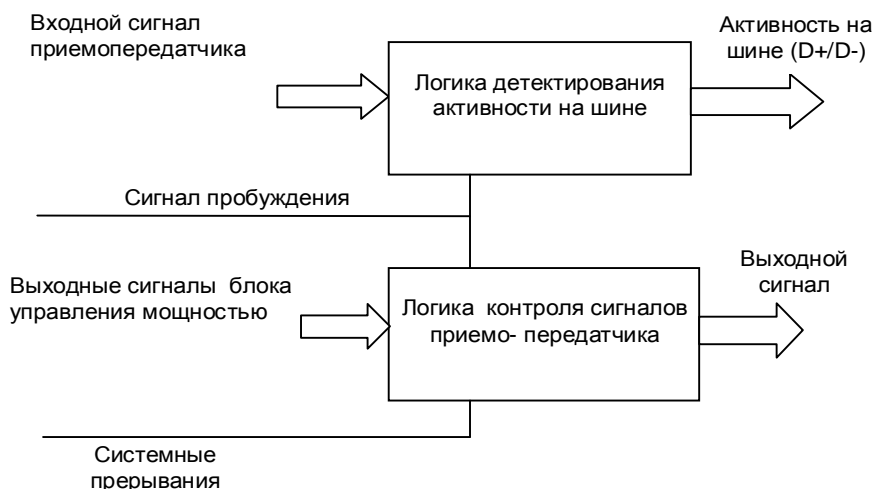 Входной сигнал
приемопередатчика
Активность на
шине (D+/D-)
Логика детектирования
активности на шине
Сигнал пробуждения
Выходные сигналы блока
управления мощностью
Логика контроля сигналов
приемо- передатчика
Выходной
сигнал
Системные
прерывания